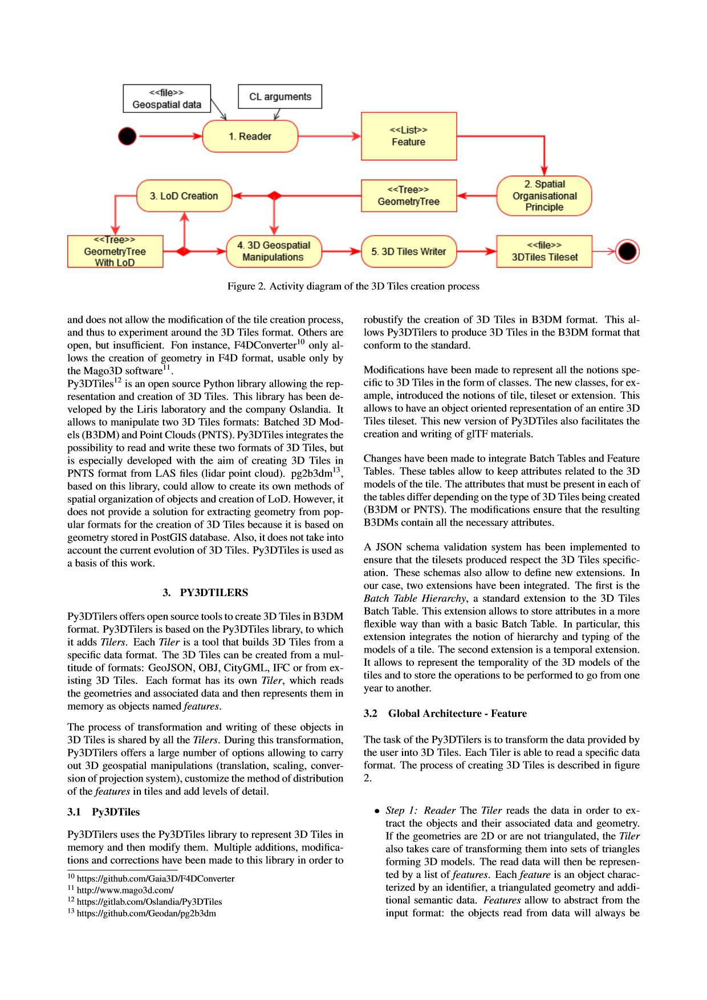 <<file>>
Geospatial data
CL arguments
1. Reader
<<List>>
Feature
2. Spatial
Organisational
Principle
<<Tree>>
GeometryTree
3. LoD Creation
<<Tree>>
GeometryTree
With LoD
4. 3D Geospatial
Manipulations
5. 3D Tiles Writer
<<file>>
3DTiles Tileset
Figure 2. Activity diagram of the 3D Tiles creation process
and does not allow the modification of the tile creation process,
and thus to experiment around the 3D Tiles format. Others are
open, but insufficient. Fon instance, F4DConverter10 only al-
lows the creation of geometry in F4D format, usable only by
the Mago3D software11.
Py3DTiles12 is an open source Python library allowing the rep-
resentation and creation of 3D Tiles. This library has been de-
veloped by the Liris laboratory and the company Oslandia. It
allows to manipulate two 3D Tiles formats: Batched 3D Mod-
els (B3DM) and Point Clouds (PNTS). Py3DTiles integrates the
possibility to read and write these two formats of 3D Tiles, but
is especially developed with the aim of creating 3D Tiles in
PNTS format from LAS files (lidar point cloud). pg2b3dm13,
based on this library, could allow to create its own methods of
spatial organization of objects and creation of LoD. However, it
does not provide a solution for extracting geometry from pop-
ular formats for the creation of 3D Tiles because it is based on
geometry stored in PostGIS database. Also, it does not take into
account the current evolution of 3D Tiles. Py3DTiles is used as
a basis of this work.
3. PY3DTILERS
Py3DTilers offers open source tools to create 3D Tiles in B3DM
format. Py3DTilers is based on the Py3DTiles library, to which
it adds Tilers. Each Tiler is a tool that builds 3D Tiles from a
specific data format. The 3D Tiles can be created from a mul-
titude of formats: GeoJSON, OBJ, CityGML, IFC or from ex-
isting 3D Tiles. Each format has its own Tiler, which reads
the geometries and associated data and then represents them in
memory as objects named features.
The process of transformation and writing of these objects in
3D Tiles is shared by all the Tilers. During this transformation,
Py3DTilers offers a large number of options allowing to carry
out 3D geospatial manipulations (translation, scaling, conver-
sion of projection system), customize the method of distribution
of the features in tiles and add levels of detail.
3.1 Py3DTiles
Py3DTilers uses the Py3DTiles library to represent 3D Tiles in
memory and then modify them. Multiple additions, modifica-
tions and corrections have been made to this library in order to
10 https://github.com/Gaia3D/F4DConverter
11 http://www.mago3d.com/
12 https://gitlab.com/Oslandia/Py3DTiles
13 https://github.com/Geodan/pg2b3dm
robustify the creation of 3D Tiles in B3DM format. This al-
lows Py3DTilers to produce 3D Tiles in the B3DM format that
conform to the standard.
Modifications have been made to represent all the notions spe-
cific to 3D Tiles in the form of classes. The new classes, for ex-
ample, introduced the notions of tile, tileset or extension. This
allows to have an object oriented representation of an entire 3D
Tiles tileset. This new version of Py3DTiles also facilitates the
creation and writing of glTF materials.
Changes have been made to integrate Batch Tables and Feature
Tables. These tables allow to keep attributes related to the 3D
models of the tile. The attributes that must be present in each of
the tables differ depending on the type of 3D Tiles being created
(B3DM or PNTS). The modifications ensure that the resulting
B3DMs contain all the necessary attributes.
A JSON schema validation system has been implemented to
ensure that the tilesets produced respect the 3D Tiles specific-
ation. These schemas also allow to define new extensions. In
our case, two extensions have been integrated. The first is the
Batch Table Hierarchy, a standard extension to the 3D Tiles
Batch Table. This extension allows to store attributes in a more
flexible way than with a basic Batch Table. In particular, this
extension integrates the notion of hierarchy and typing of the
models of a tile. The second extension is a temporal extension.
It allows to represent the temporality of the 3D models of the
tiles and to store the operations to be performed to go from one
year to another.
3.2 Global Architecture - Feature
The task of the Py3DTilers is to transform the data provided by
the user into 3D Tiles. Each Tiler is able to read a specific data
format. The process of creating 3D Tiles is described in figure
2.
• Step 1: Reader The Tiler reads the data in order to ex-
tract the objects and their associated data and geometry.
If the geometries are 2D or are not triangulated, the Tiler
also takes care of transforming them into sets of triangles
forming 3D models. The read data will then be represen-
ted by a list of features. Each feature is an object charac-
terized by an identifier, a triangulated geometry and addi-
tional semantic data. Features allow to abstract from the
input format: the objects read from data will always be